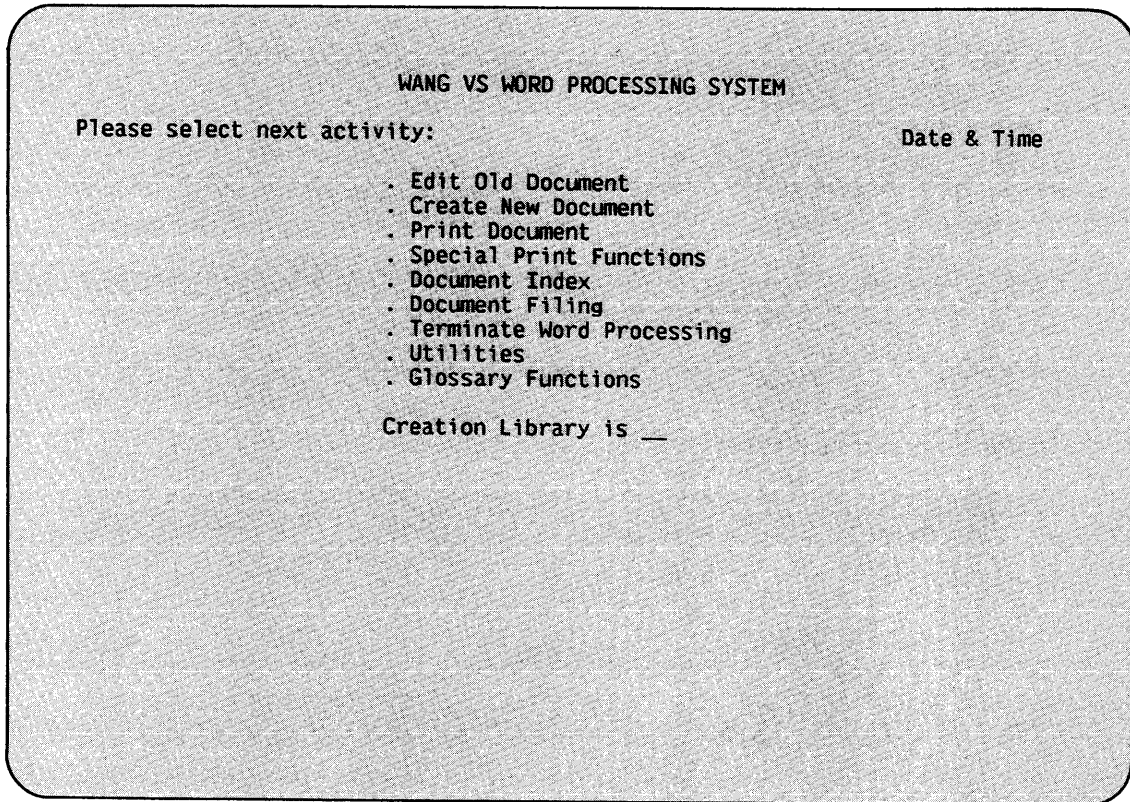 WANG VS WORD PROCESSING SYSTEM
Please select next activity:
Date & Time
. Edit Old Document
. Create New Document
. Print Document
. Special Print Functions
. Document Index
. Document Filing
. Terminate Word Processing
. Utilities
. Glossary Functions
Creation Library is __